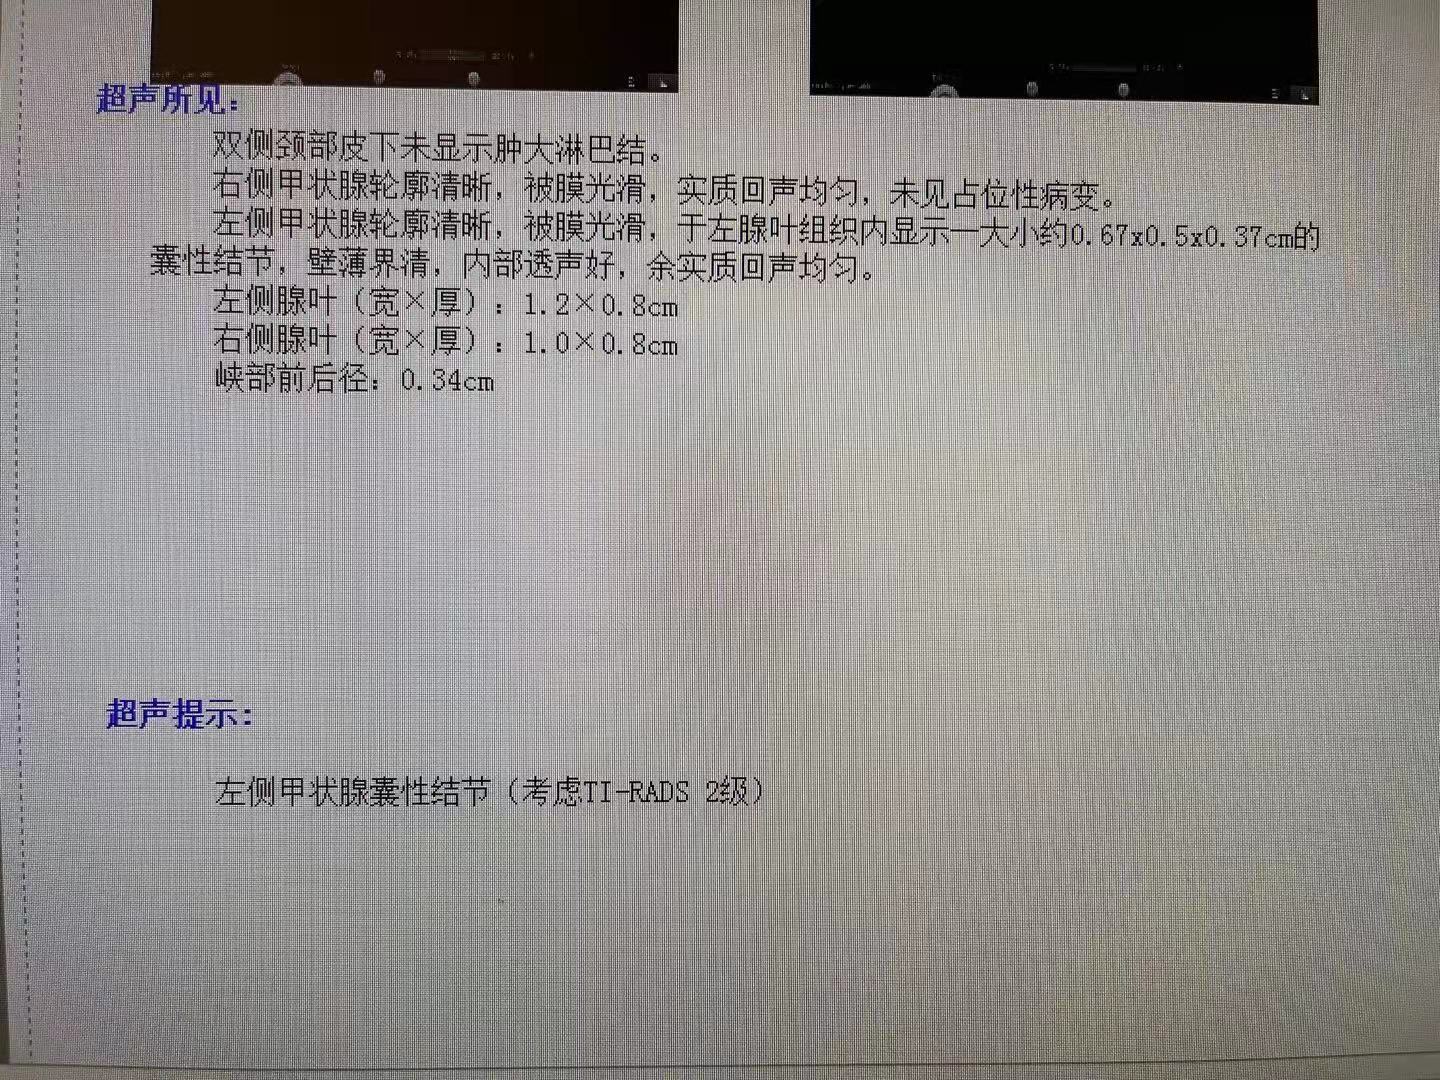 超声所见：
双侧颈部皮下未显示肿大淋巴结。
右侧甲状腺轮廓清晰，被膜光滑，实质回声均匀，未见占位性病变。
左侧甲状腺轮廓清晰，被膜光滑，于左腺叶组织内显示一大小约0.67x0.5x0.37cm的
囊性结节，壁薄界清，内部透声好，余实质回声均匀。
左侧腺叶（宽×厚）：1.2×0.8cm
右侧腺叶（宽×厚）：1.0×0.8cm
峡部前后径：0.34cm
超声提示：
左侧甲状腺囊性结节（考虑TI-RADS 2级）